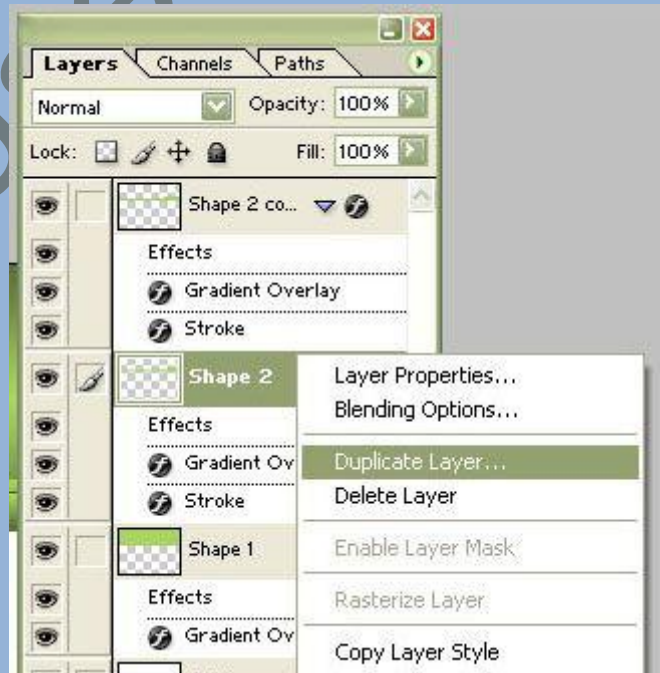 Layers Channels Paths
Normal Opacity: 100%
Lock: Fill: 100%
Shape 2 co...
Effects
Gradient Overlay
Stroke
Shape 2
Effects
Gradient Ov
Stroke
Shape 1
Effects
Gradient Ov
Layer Properties...
Blending Options...
Duplicate Layer...
Delete Layer
Enable Layer Mask
Rasterize Layer
Copy Layer Style